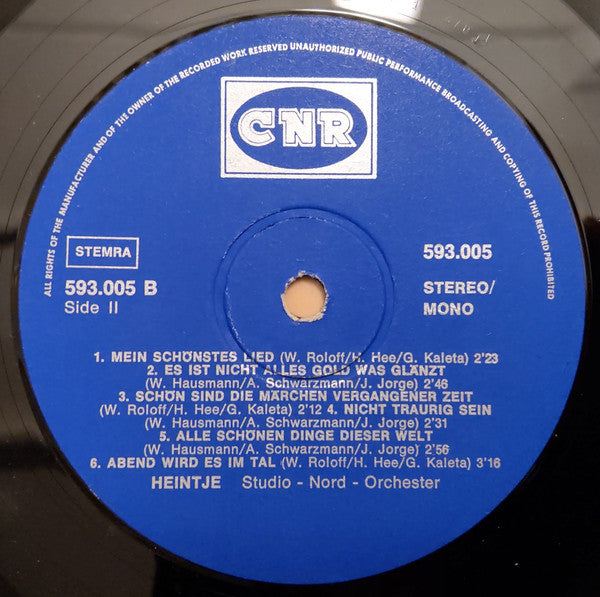 ALL RIGHTS OF THE MANUFACTURER AND OF THE OWNER OF THE RECORDED WORK RESERVED UNAUTHORIZED PUBLIC PERFORMANCE BROADCASTING AND COPYING OF THIS RECORD PROHIBITED
CNR
STEMRA
593.005 B
Side II
593.005
STEREO/
MONO
1. MEIN SCHÖNSTES LIED (W. Roloff/H. Hee/G. Kaleta) 2'23
2. ES IST NICHT ALLES GOLD WAS GLÄNZT
(W. Hausmann/A. Schwarzmann/J. Jorge) 2'46
3. SCHÖN SIND DIE MÄRCHEN VERGANGENER ZEIT
(W. Roloff/H. Hee/G. Kaleta) 2'12 4. NICHT TRAURIG SEIN
(W. Hausmann/A. Schwarzmann/J. Jorge) 2'31
5. ALLE SCHÖNEN DINGE DIESER WELT
(W. Hausmann/A. Schwarzmann/J. Jorge) 2'56
6. ABEND WIRD ES IM TAL (W. Roloff/H. Hee/G. Kaleta) 3'16
HEINTJE Studio - Nord - Orchester